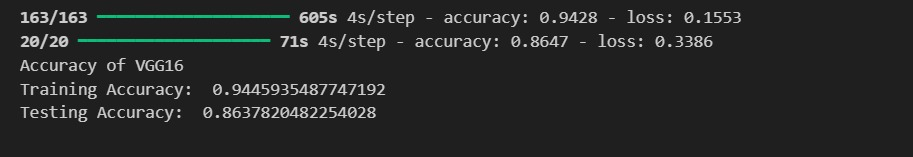 163/163 ━━━━━━━━━━━━━━━━━━━━ 605s 4s/step - accuracy: 0.9428 - loss: 0.1553
20/20 ━━━━━━━━━━━━━━━━━━━━ 71s 4s/step - accuracy: 0.8647 - loss: 0.3386
Accuracy of VGG16
Training Accuracy:  0.9445935487747192
Testing Accuracy:  0.8637820482254028